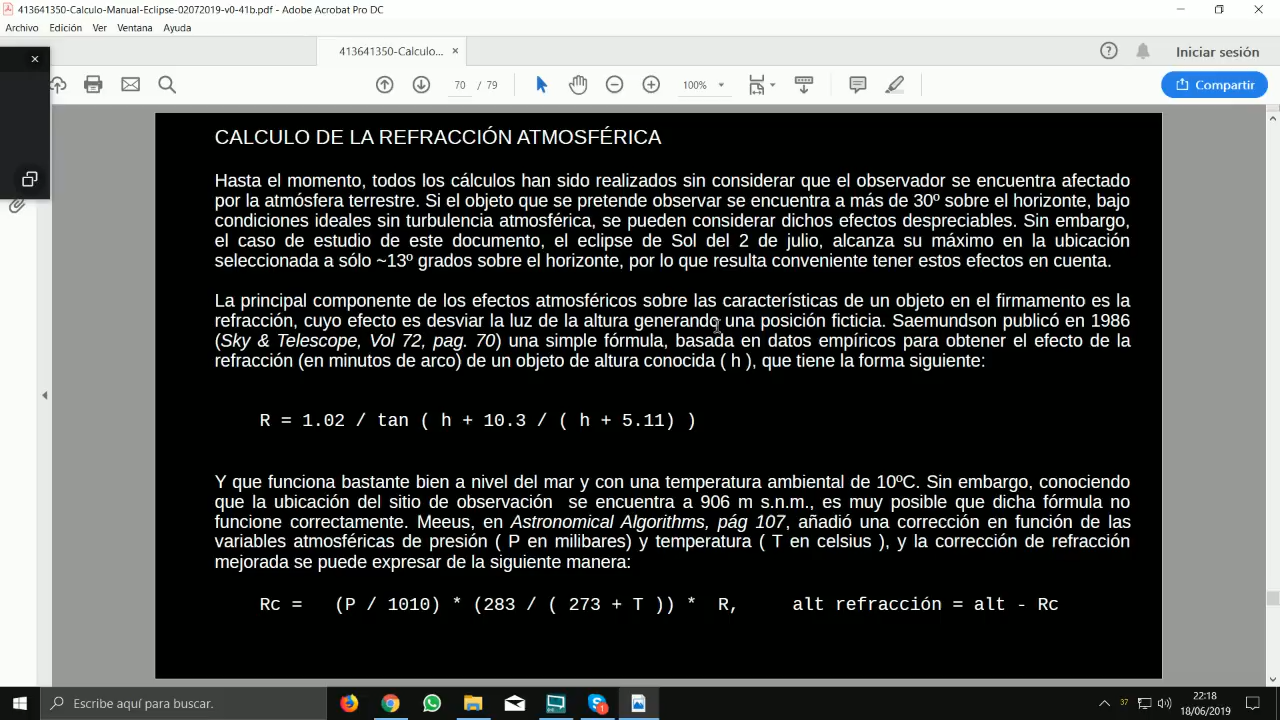 413641350-Calculo-Manual-Eclipse-02072019-v0-41b.pdf - Adobe Acrobat Pro DC
Archivo Edición Ver Ventana Ayuda
413641350-Calculo... ×
Iniciar sesión
70 / 79
100%
Compartir
CALCULO DE LA REFRACCIÓN ATMOSFÉRICA
Hasta el momento, todos los cálculos han sido realizados sin considerar que el observador se encuentra afectado
por la atmósfera terrestre. Si el objeto que se pretende observar se encuentra a más de 30º sobre el horizonte, bajo
condiciones ideales sin turbulencia atmosférica, se pueden considerar dichos efectos despreciables. Sin embargo,
el caso de estudio de este documento, el eclipse de Sol del 2 de julio, alcanza su máximo en la ubicación
seleccionada a sólo ~13º grados sobre el horizonte, por lo que resulta conveniente tener estos efectos en cuenta.
La principal componente de los efectos atmosféricos sobre las características de un objeto en el firmamento es la
refracción, cuyo efecto es desviar la luz de la altura generando una posición ficticia. Saemundson publicó en 1986
(Sky & Telescope, Vol 72, pag. 70) una simple fórmula, basada en datos empíricos para obtener el efecto de la
refracción (en minutos de arco) de un objeto de altura conocida ( h ), que tiene la forma siguiente:
R = 1.02 / tan ( h + 10.3 / ( h + 5.11) )
Y que funciona bastante bien a nivel del mar y con una temperatura ambiental de 10ºC. Sin embargo, conociendo
que la ubicación del sitio de observación se encuentra a 906 m s.n.m., es muy posible que dicha fórmula no
funcione correctamente. Meeus, en Astronomical Algorithms, pág 107, añadió una corrección en función de las
variables atmosféricas de presión ( P en milibares) y temperatura ( T en celsius ), y la corrección de refracción
mejorada se puede expresar de la siguiente manera:
Rc = (P / 1010) * (283 / ( 273 + T )) * R, alt refracción = alt - Rc
Escribe aquí para buscar.
37
22:18
18/06/2019